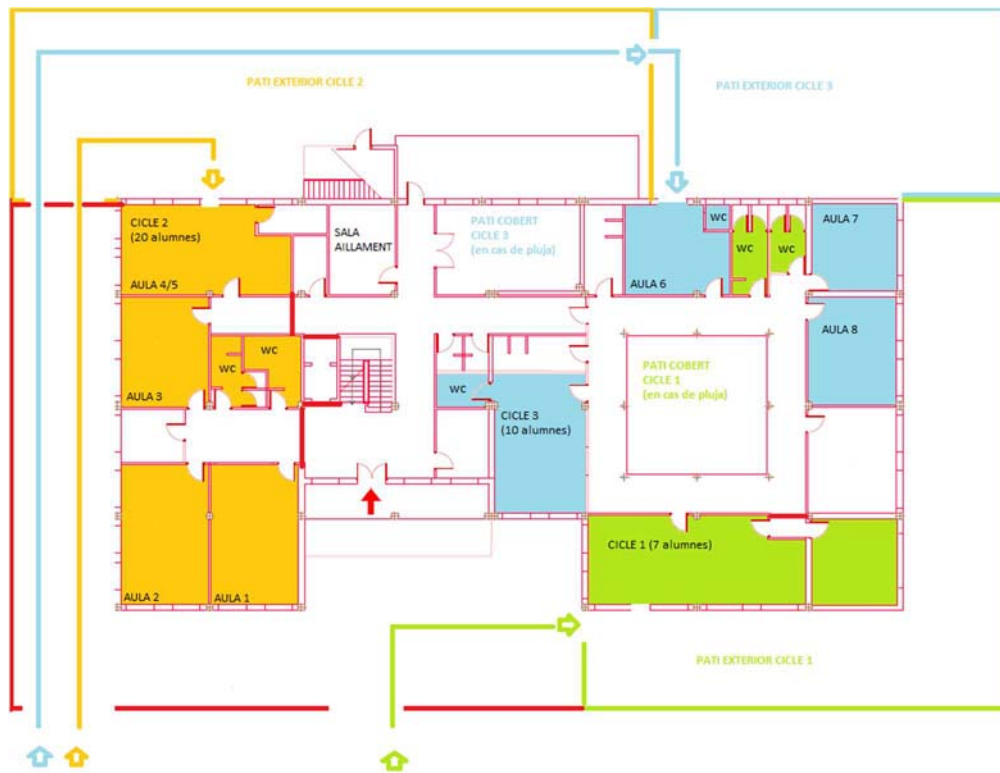 PATI EXTERIOR CICLE 2
PATI EXTERIOR CICLE 3
CICLE 2
(20 alumnes)
AULA 4/5
SALA
AILLAMENT
PATI COBERT
CICLE 3
(en cas de pluja)
WC
AULA 6
WC
WC
AULA 7
AULA 8
AULA 3
WC
WC
WC
CICLE 3
(10 alumnes)
PATI COBERT
CICLE 1
(en cas de pluja)
AULA 2
AULA 1
CICLE 1 (7 alumnes)
PATI EXTERIOR CICLE 1